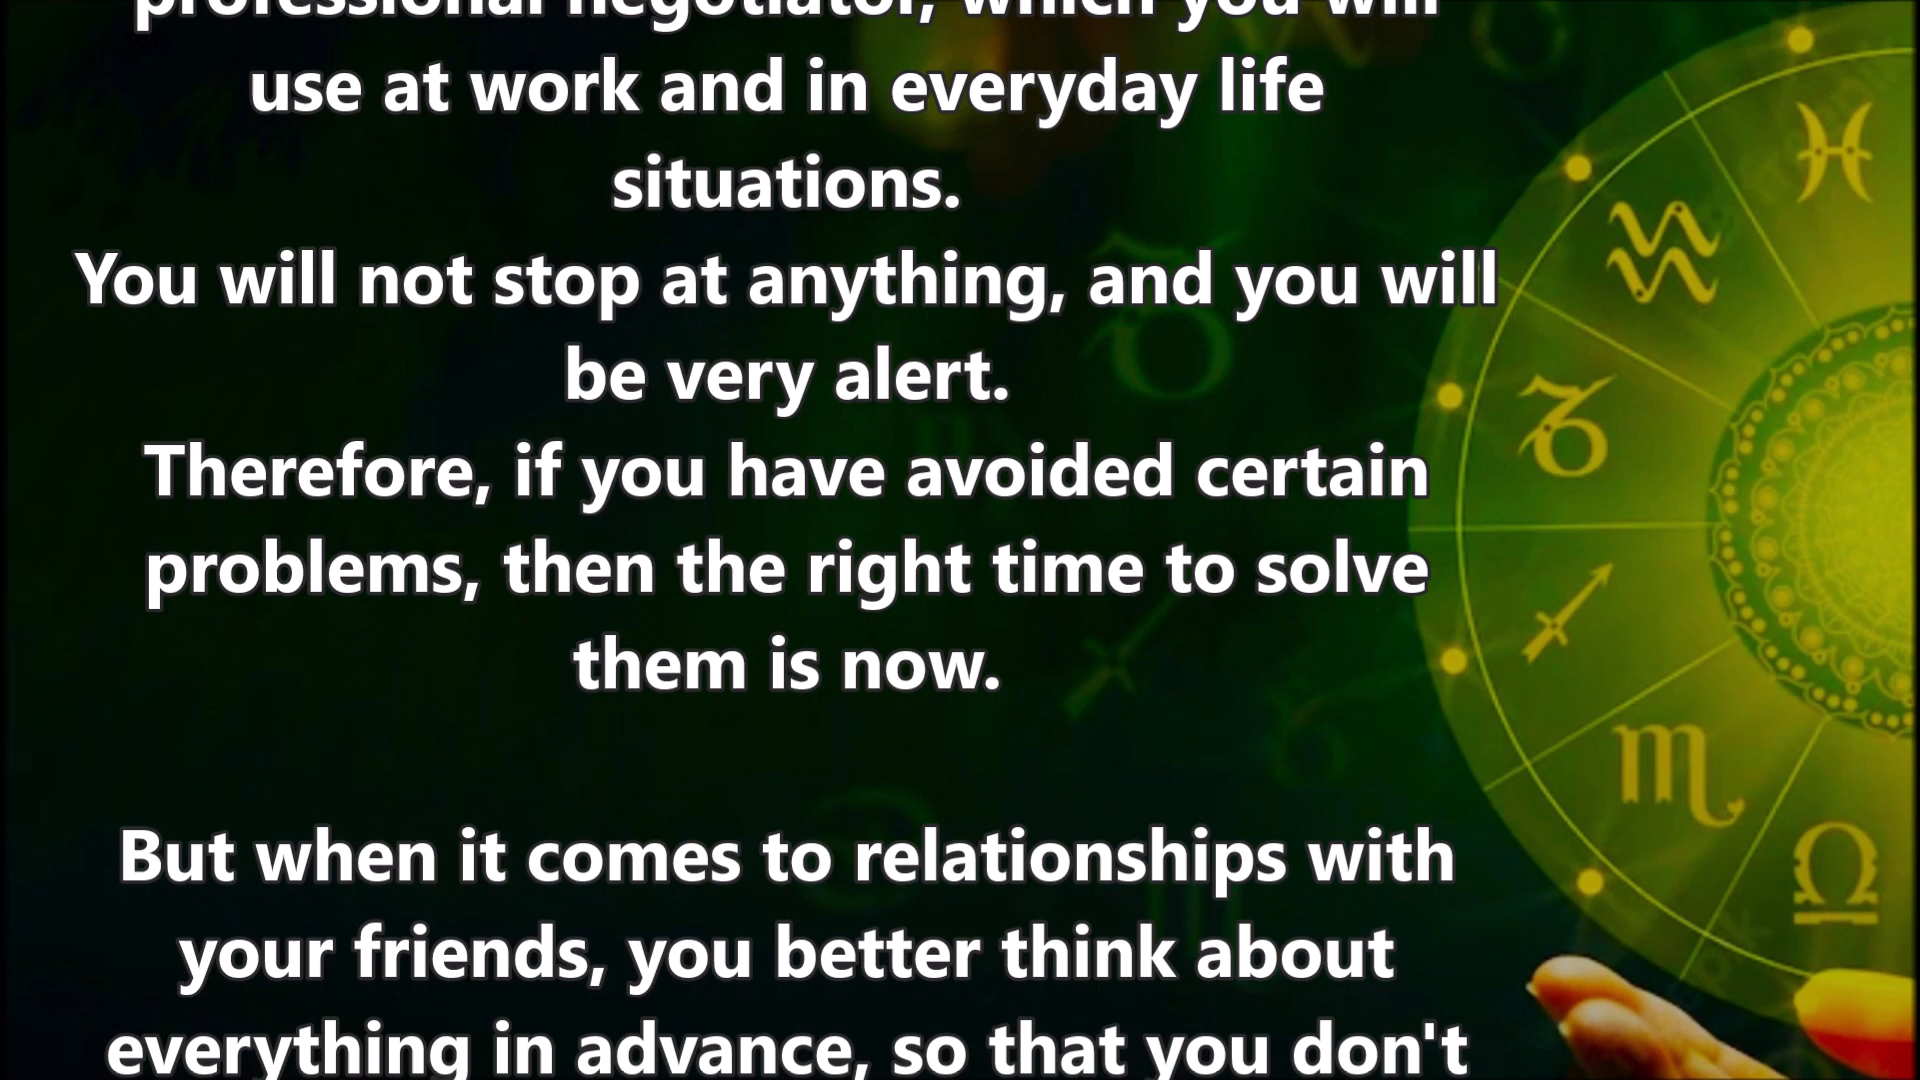 professional negotiator, which you will
use at work and in everyday life
situations.
You will not stop at anything, and you will
be very alert.
Therefore, if you have avoided certain
problems, then the right time to solve
them is now.
But when it comes to relationships with
your friends, you better think about
everything in advance, so that you don't